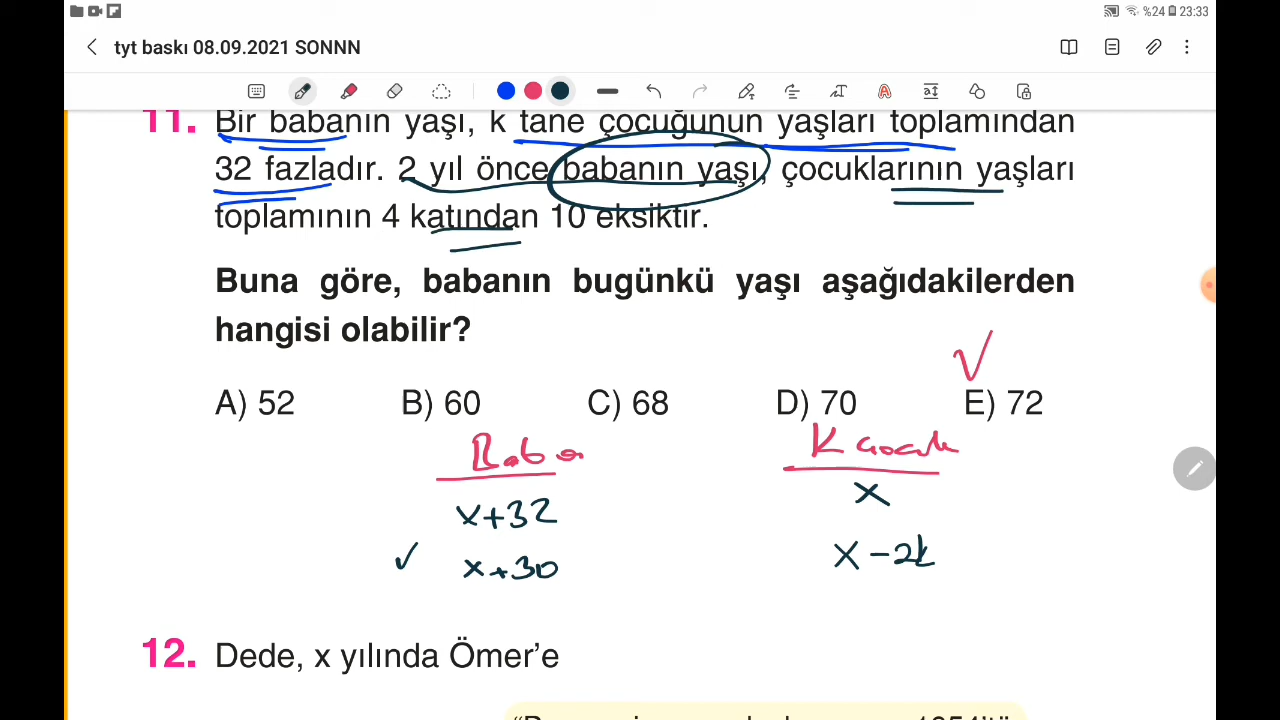 %24 23:33
tyt baskı 08.09.2021 SONNN
11. Bir babanın yaşı, k tane çocuğunun yaşları toplamından
32 fazladır. 2 yıl önce babanın yaşı, çocuklarının yaşları
toplamının 4 katından 10 eksiktir.
Buna göre, babanın bugünkü yaşı aşağıdakilerden
hangisi olabilir?
A) 52 B) 60 C) 68 D) 70 E) 72
Baba K çocuk
x+32 x
x+30 x-2k
12. Dede, x yılında Ömer’e